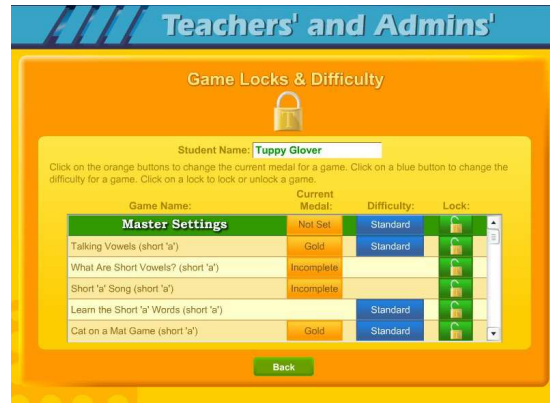 Teachers' and Admins'
Game Locks & Difficulty
T
Student Name: Tuppy Glover
Click on the orange buttons to change the current medal for a game. Click on a blue button to change the
difficulty for a game. Click on a lock to lock or unlock a game.
Game Name: Current Medal: Difficulty: Lock:
Master Settings Not Set Standard
Talking Vowels (short 'a') Gold Standard
What Are Short Vowels? (short 'a') Incomplete
Short 'a' Song (short 'a') Incomplete
Learn the Short 'a' Words (short 'a') Standard
Cat on a Mat Game (short 'a') Gold Standard
Back